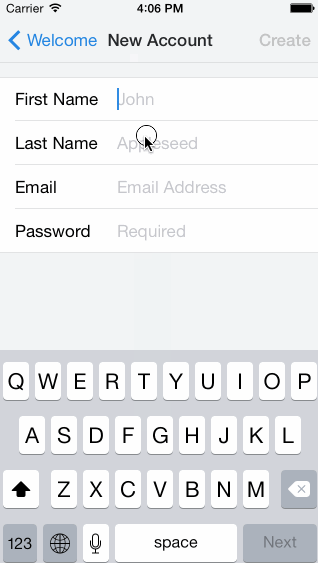 Carrier 4:06 PM
Welcome New Account Create
First Name John
Last Name Appleseed
Email Email Address
Password Required
Q W E R T Y U I O P
A S D F G H J K L
Z X C V B N M
123 space Next